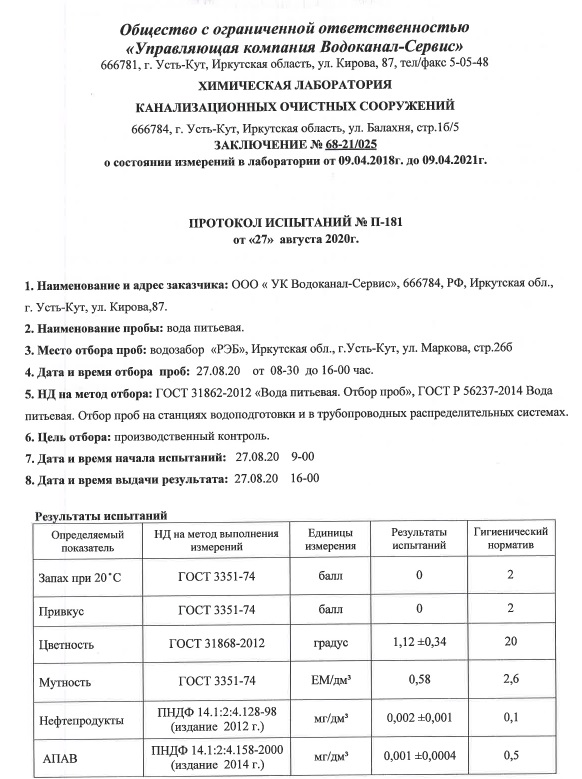 Общество с ограниченной ответственностью
«Управляющая компания Водоканал-Сервис»
666781, г. Усть-Кут, Иркутская область, ул. Кирова, 87, тел/факс 5-05-48
ХИМИЧЕСКАЯ ЛАБОРАТОРИЯ
КАНАЛИЗАЦИОННЫХ ОЧИСТНЫХ СООРУЖЕНИЙ
666784, г. Усть-Кут, Иркутская область, ул. Балахня, стр.1б/5
ЗАКЛЮЧЕНИЕ № 68-21/025
о состоянии измерений в лаборатории от 09.04.2018г. до 09.04.2021г.
ПРОТОКОЛ ИСПЫТАНИЙ № П-181
от «27» августа 2020г.
1. Наименование и адрес заказчика: ООО « УК Водоканал-Сервис», 666784, РФ, Иркутская обл.,
г. Усть-Кут, ул. Кирова,87.
2. Наименование пробы: вода питьевая.
3. Место отбора проб: водозабор «РЭБ», Иркутская обл., г.Усть-Кут, ул. Маркова, стр.26б
4. Дата и время отбора проб: 27.08.20 от 08-30 до 16-00 час.
5. НД на метод отбора: ГОСТ 31862-2012 «Вода питьевая. Отбор проб», ГОСТ Р 56237-2014 Вода
питьевая. Отбор проб на станциях водоподготовки и в трубопроводных распределительных системах.
6. Цель отбора: производственный контроль.
7. Дата и время начала испытаний: 27.08.20 9-00
8. Дата и время выдачи результата: 27.08.20 16-00
Результаты испытаний
Определяемый показатель НД на метод выполнения измерений Единицы измерения Результаты испытаний Гигиенический норматив
Запах при 20˚С ГОСТ 3351-74 балл 0 2
Привкус ГОСТ 3351-74 балл 0 2
Цветность ГОСТ 31868-2012 градус 1,12 ±0,34 20
Мутность ГОСТ 3351-74 ЕМ/дм³ 0,58 2,6
Нефтепродукты ПНДФ 14.1:2:4.128-98 (издание 2012 г.) мг/дм³ 0,002 ±0,001 0,1
АПАВ ПНДФ 14.1:2:4.158-2000 (издание 2014 г.) мг/дм³ 0,001 ±0,0004 0,5